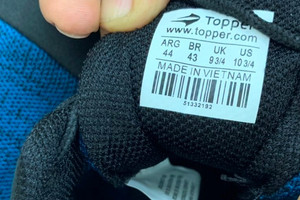 Topper
www.topper.com
ARG BR UK US
44 43 9 3/4 10 3/4
MADE IN VIETNAM
51332182